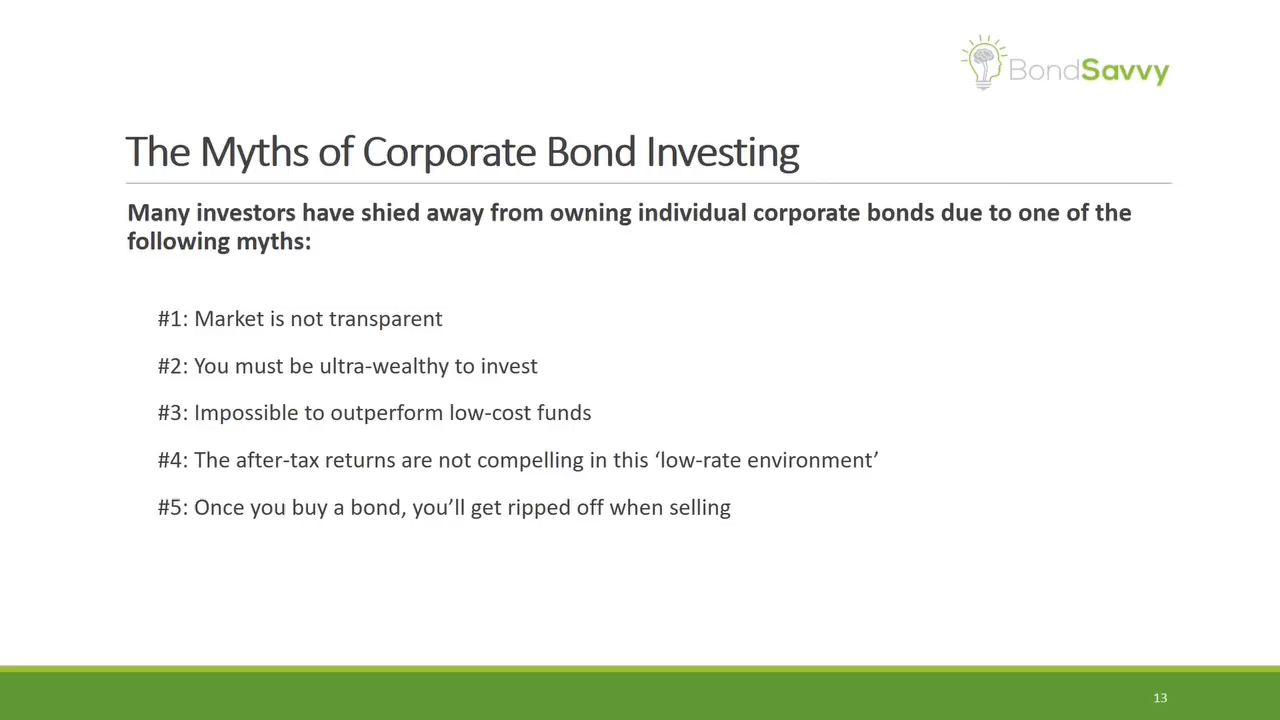 BondSavvy
The Myths of Corporate Bond Investing
Many investors have shied away from owning individual corporate bonds due to one of the
following myths:
#1: Market is not transparent
#2: You must be ultra-wealthy to invest
#3: Impossible to outperform low-cost funds
#4: The after-tax returns are not compelling in this ‘low-rate environment’
#5: Once you buy a bond, you’ll get ripped off when selling
13